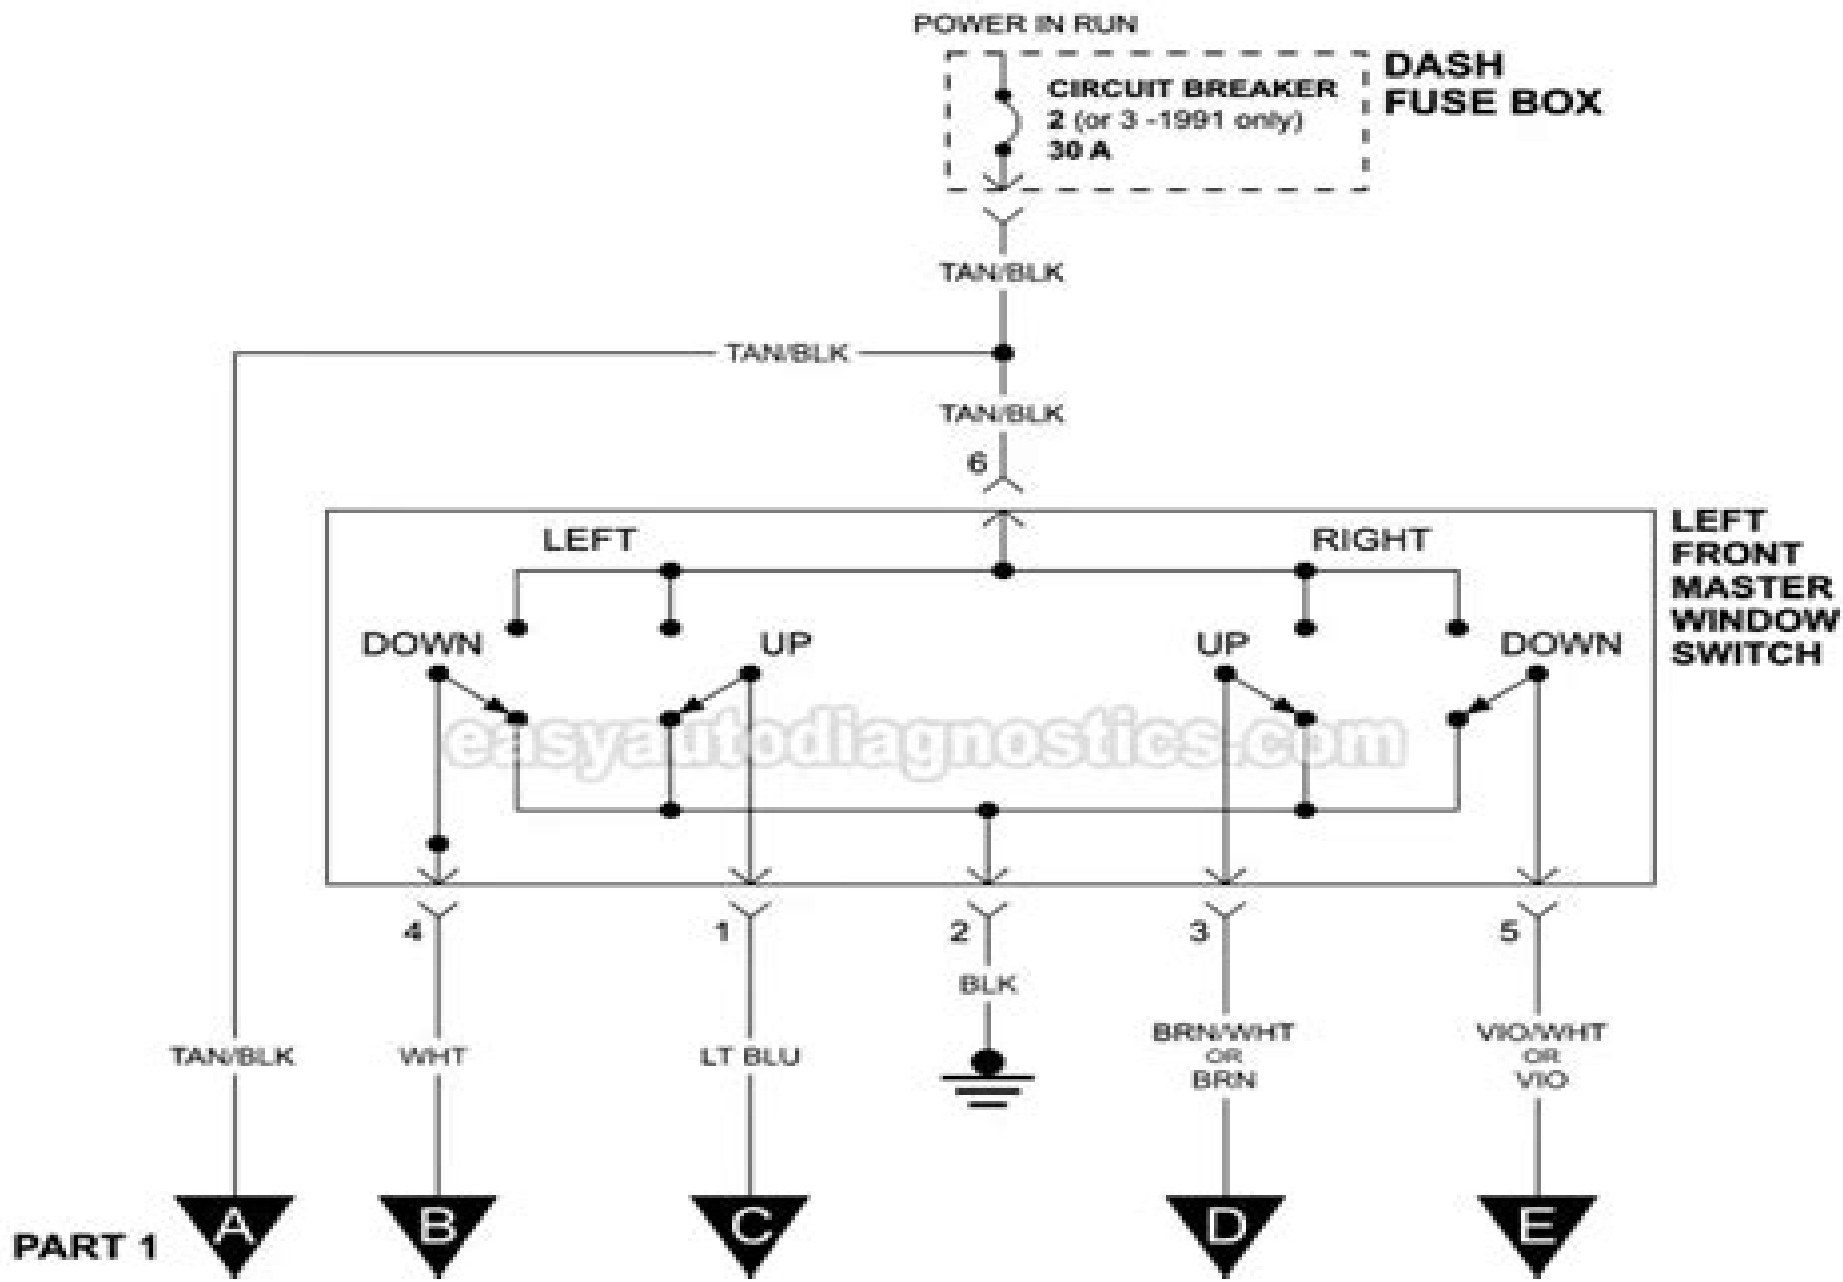 POWER IN RUN
DASH
FUSE BOX
CIRCUIT BREAKER
2 (or 3 -1991 only)
30 A
TAN/BLK
TAN/BLK
TAN/BLK
6
LEFT
FRONT
MASTER
WINDOW
SWITCH
LEFT
RIGHT
DOWN
UP
UP
DOWN
easyautodiagnostics.com
4
1
2
3
5
BLK
TAN/BLK
WHT
LT BLU
BRN/WHT
OR
BRN
VIO/WHT
OR
VIO
PART 1
A
B
C
D
E